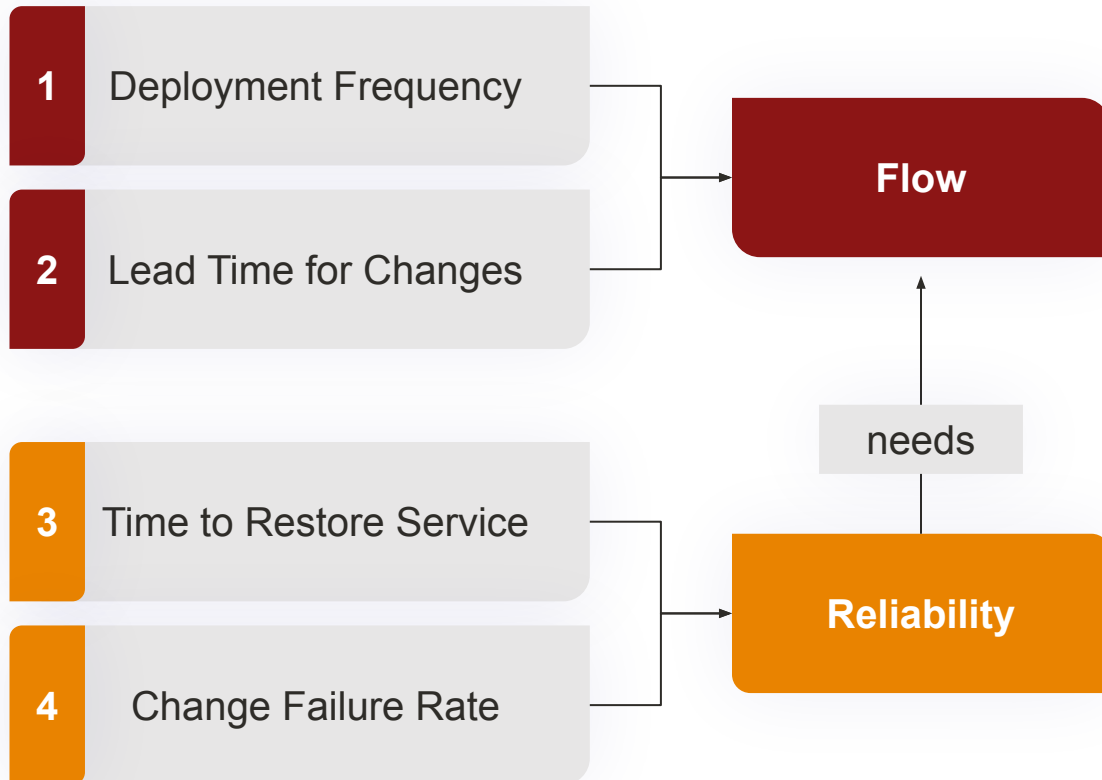 1 Deployment Frequency
2 Lead Time for Changes
Flow
needs
3 Time to Restore Service
4 Change Failure Rate
Reliability